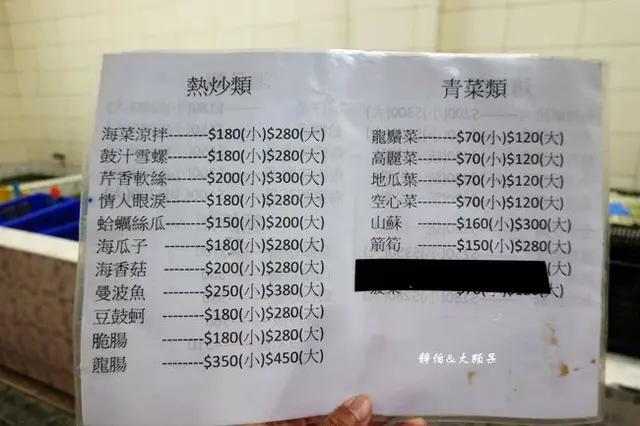 熱炒類
海菜涼拌-------$180(小)$280(大)
鼓汁雪螺-------$180(小)$280(大)
芹香軟絲-------$200(小)$300(大)
情人眼淚-------$180(小)$280(大)
蛤蠣絲瓜-------$150(小)$200(大)
海瓜子 -------$180(小)$280(大)
海香菇 --------$200(小)$280(大)
曼波魚 --------$250(小)$380(大)
豆鼓蚵 --------$180(小)$280(大)
脆腸 --------$180(小)$280(大)
龍腸 --------$350(小)$450(大)
青菜類
龍鬚菜-------$70(小)$120(大)
高麗菜-------$70(小)$120(大)
地瓜葉-------$70(小)$120(大)
空心菜-------$70(小)$120(大)
山蘇 -------$160(小)$300(大)
箭筍 -------$150(小)$280(大)
(大)
(大)
靜怡&大顆呆